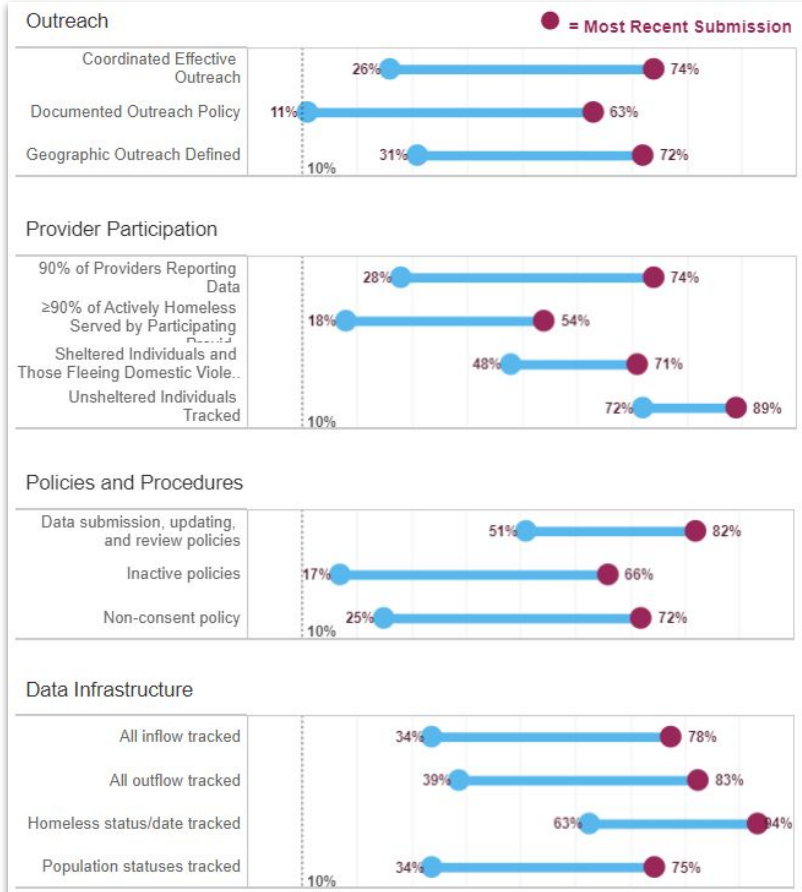 Outreach
= Most Recent Submission
Coordinated Effective
Outreach
26%
74%
Documented Outreach Policy
11%
63%
Geographic Outreach Defined
31%
72%
10%
Provider Participation
90% of Providers Reporting
Data
28%
74%
≥90% of Actively Homeless
Served by Participating
18%
54%
Sheltered Individuals and
Those Fleeing Domestic Viole..
48%
71%
Unsheltered Individuals
Tracked
72%
89%
10%
Policies and Procedures
Data submission, updating,
and review policies
51%
82%
Inactive policies
17%
66%
Non-consent policy
25%
72%
10%
Data Infrastructure
All inflow tracked
34%
78%
All outflow tracked
39%
83%
Homeless status/date tracked
63%
94%
Population statuses tracked
34%
75%
10%